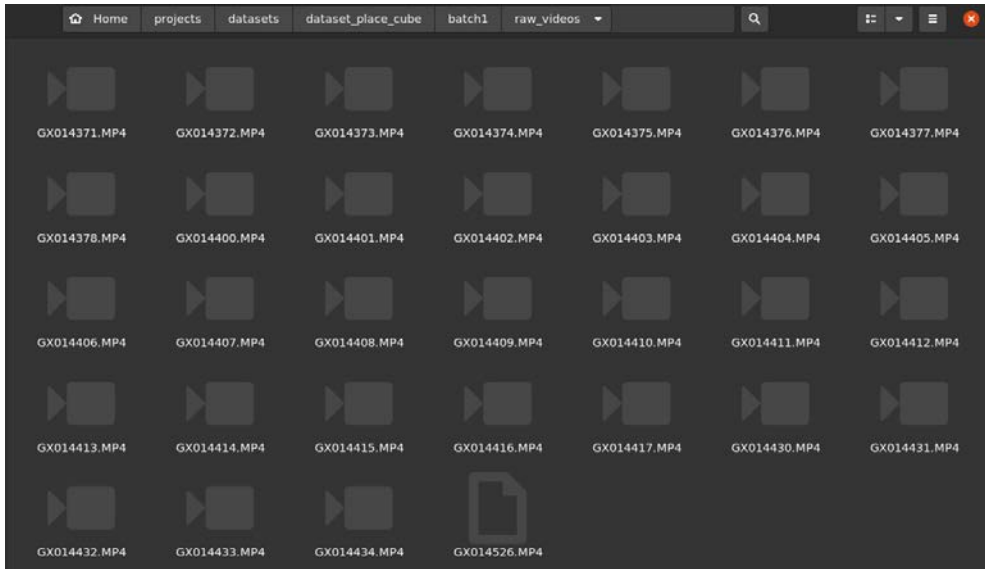 Home projects datasets dataset_place_cube batch1 raw_videos
GX014371.MP4 GX014372.MP4 GX014373.MP4 GX014374.MP4 GX014375.MP4 GX014376.MP4 GX014377.MP4
GX014378.MP4 GX014400.MP4 GX014401.MP4 GX014402.MP4 GX014403.MP4 GX014404.MP4 GX014405.MP4
GX014406.MP4 GX014407.MP4 GX014408.MP4 GX014409.MP4 GX014410.MP4 GX014411.MP4 GX014412.MP4
GX014413.MP4 GX014414.MP4 GX014415.MP4 GX014416.MP4 GX014417.MP4 GX014430.MP4 GX014431.MP4
GX014432.MP4 GX014433.MP4 GX014434.MP4 GX014526.MP4